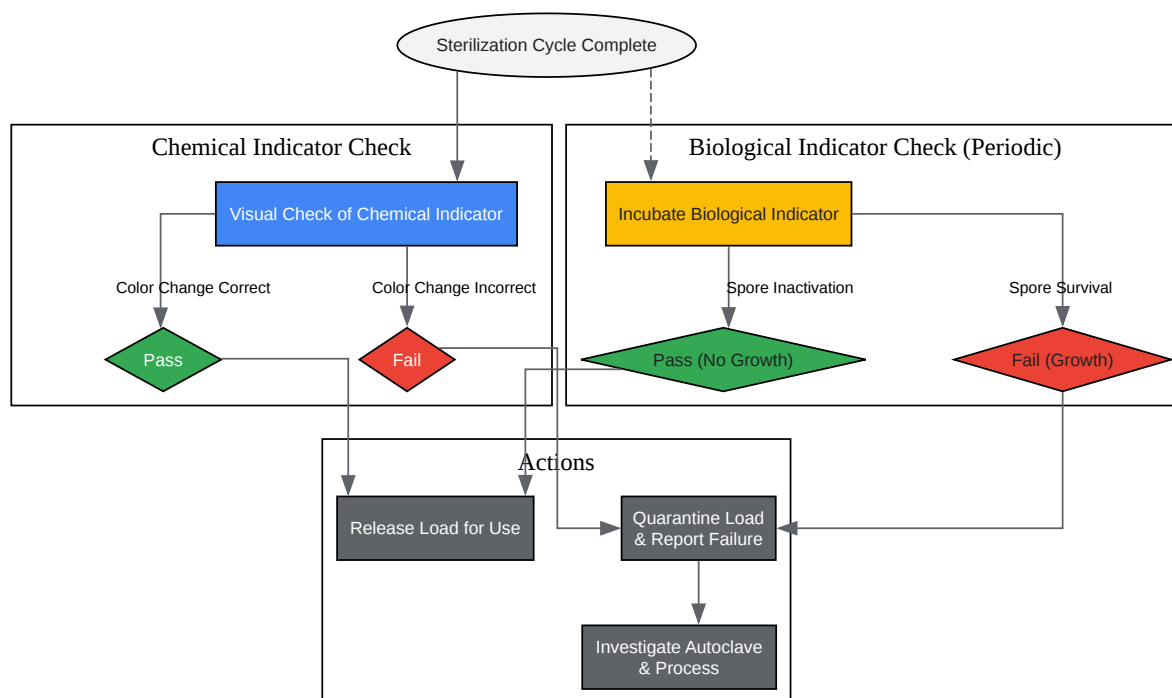 Sterilization Cycle Complete
Chemical Indicator Check
Biological Indicator Check (Periodic)
Visual Check of Chemical Indicator
Incubate Biological Indicator
Color Change Correct
Color Change Incorrect
Spore Inactivation
Spore Survival
Pass
Fail
Pass (No Growth)
Fail (Growth)
Actions
Release Load for Use
Quarantine Load
& Report Failure
Investigate Autoclave
& Process